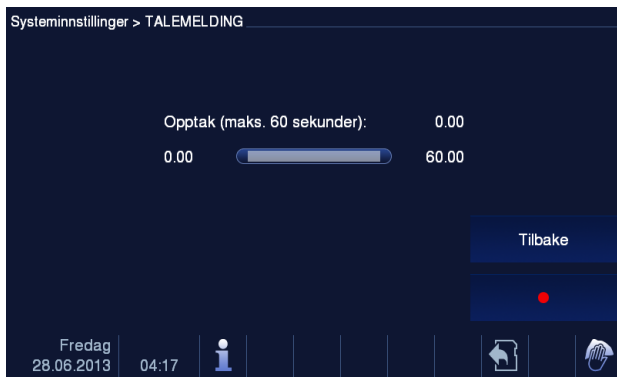 Systeminnstillinger > TALEMELDING
Opptak (maks. 60 sekunder): 0.00
0.00 60.00
Tilbake
Fredag
28.06.2013 04:17